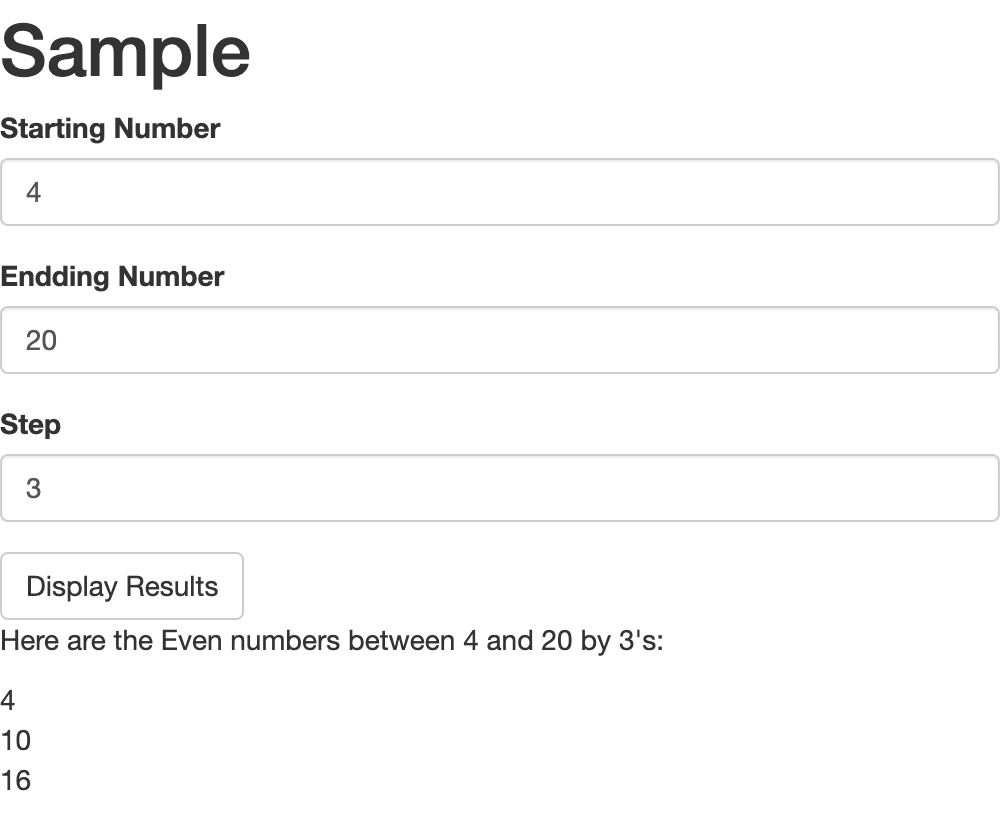 Sample
Starting Number
4
Endding Number
20
Step
3
Display Results
Here are the Even numbers between 4 and 20 by 3's:
4
10
16